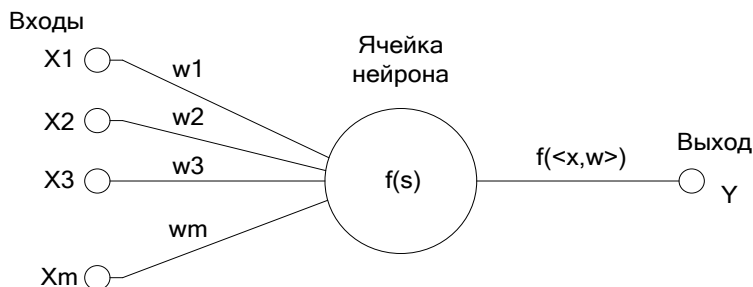 Входы
X1
w1
X2
w2
X3
w3
Xm
wm
Ячейка
нейрона
f(s)
f(<x,w>)
Выход
Y